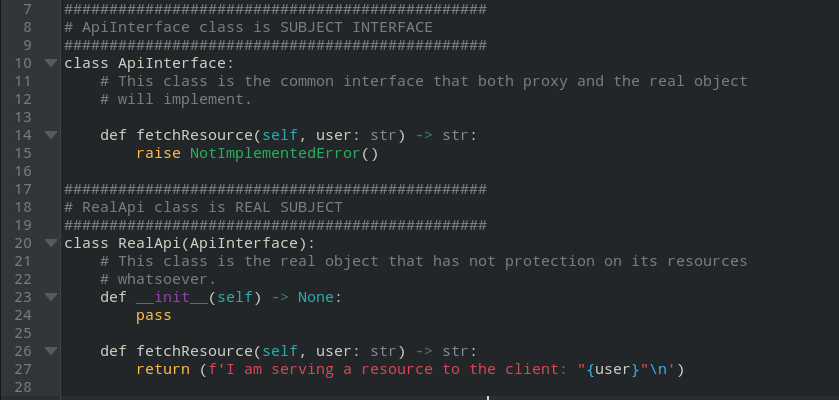 7 ###############################################
8 # ApiInterface class is SUBJECT INTERFACE
9 ###############################################
10 class ApiInterface:
11     # This class is the common interface that both proxy and the real object
12     # will implement.
13
14     def fetchResource(self, user: str) -> str:
15         raise NotImplementedError()
16
17 ###############################################
18 # RealApi class is REAL SUBJECT
19 ###############################################
20 class RealApi(ApiInterface):
21     # This class is the real object that has not protection on its resources
22     # whatsoever.
23     def __init__(self) -> None:
24         pass
25
26     def fetchResource(self, user: str) -> str:
27         return (f'I am serving a resource to the client: "{user}"\n')
28